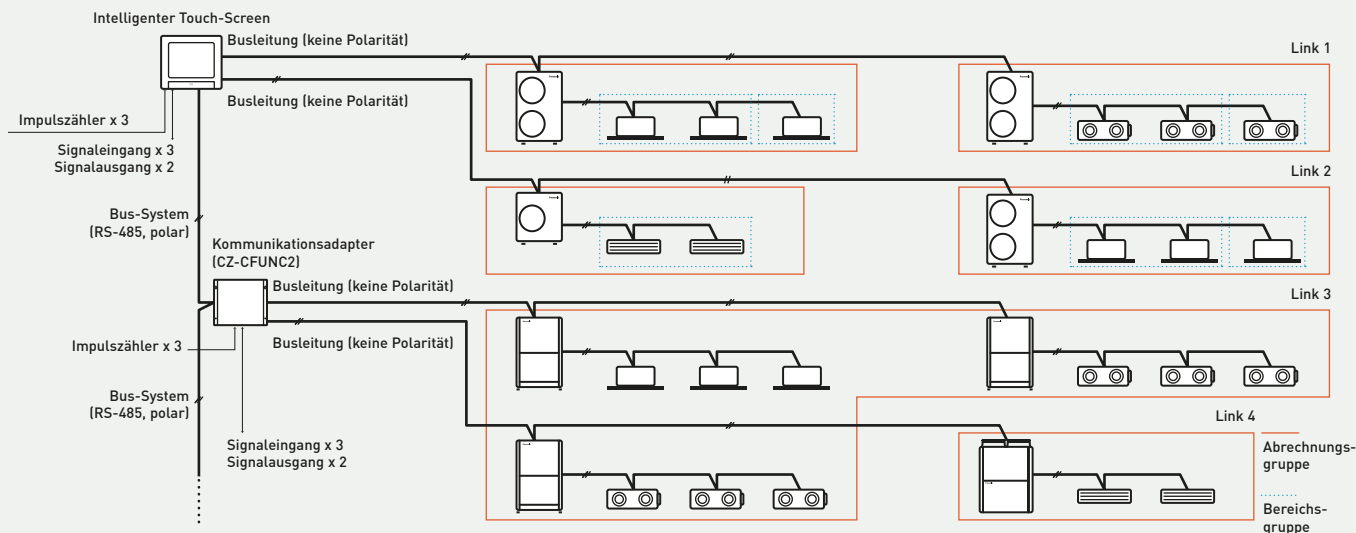 Intelligenter Touch-Screen
Busleitung (keine Polarität)
Link 1
Busleitung (keine Polarität)
Impulszähler x 3
Signaleingang x 3
Signalausgang x 2
Link 2
Bus-System
(RS-485, polar)
Kommunikationsadapter
(CZ-CFUNC2)
Busleitung (keine Polarität)
Link 3
Busleitung (keine Polarität)
Impulszähler x 3
Bus-System
(RS-485, polar)
Signaleingang x 3
Signalausgang x 2
Link 4
Abrechnungs-
gruppe
Bereichs-
gruppe